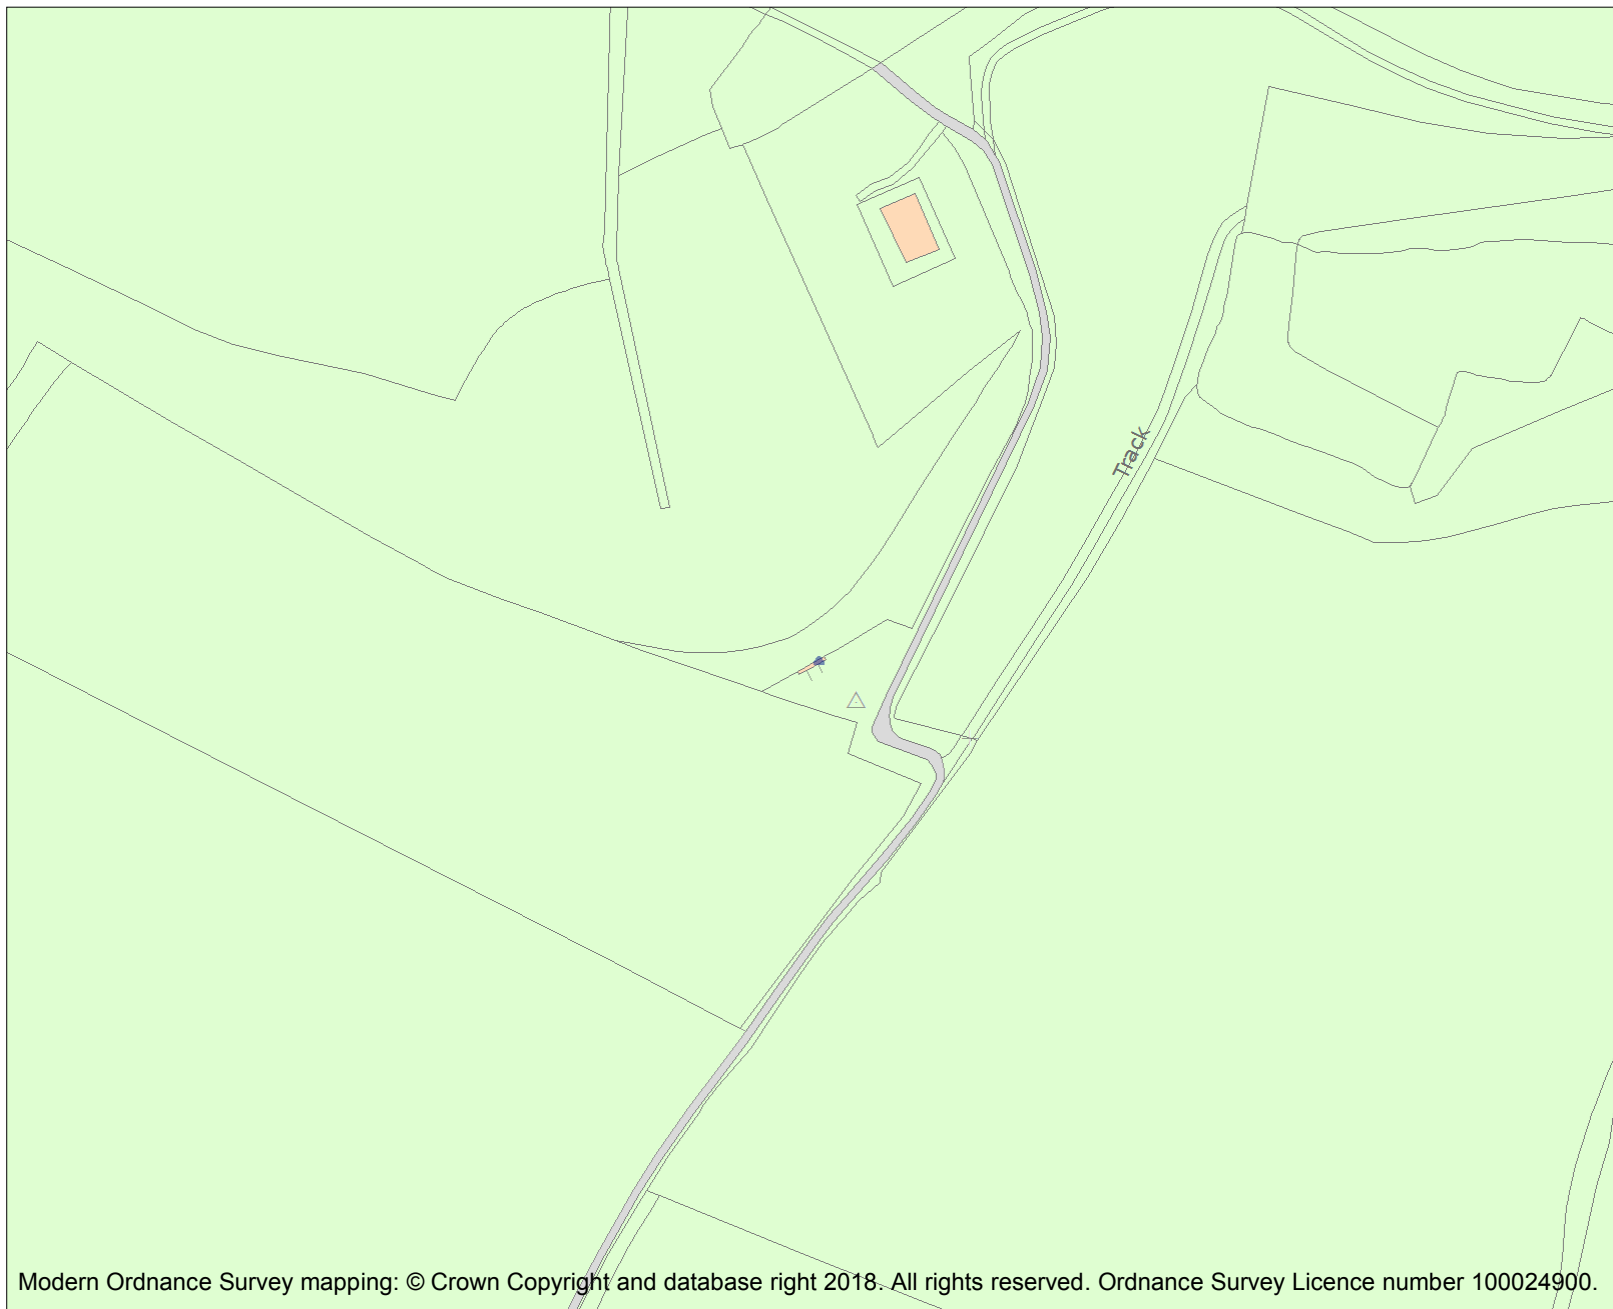 Track
Modern Ordnance Survey mapping: © Crown Copyright and database right 2018. All rights reserved. Ordnance Survey Licence number 100024900.